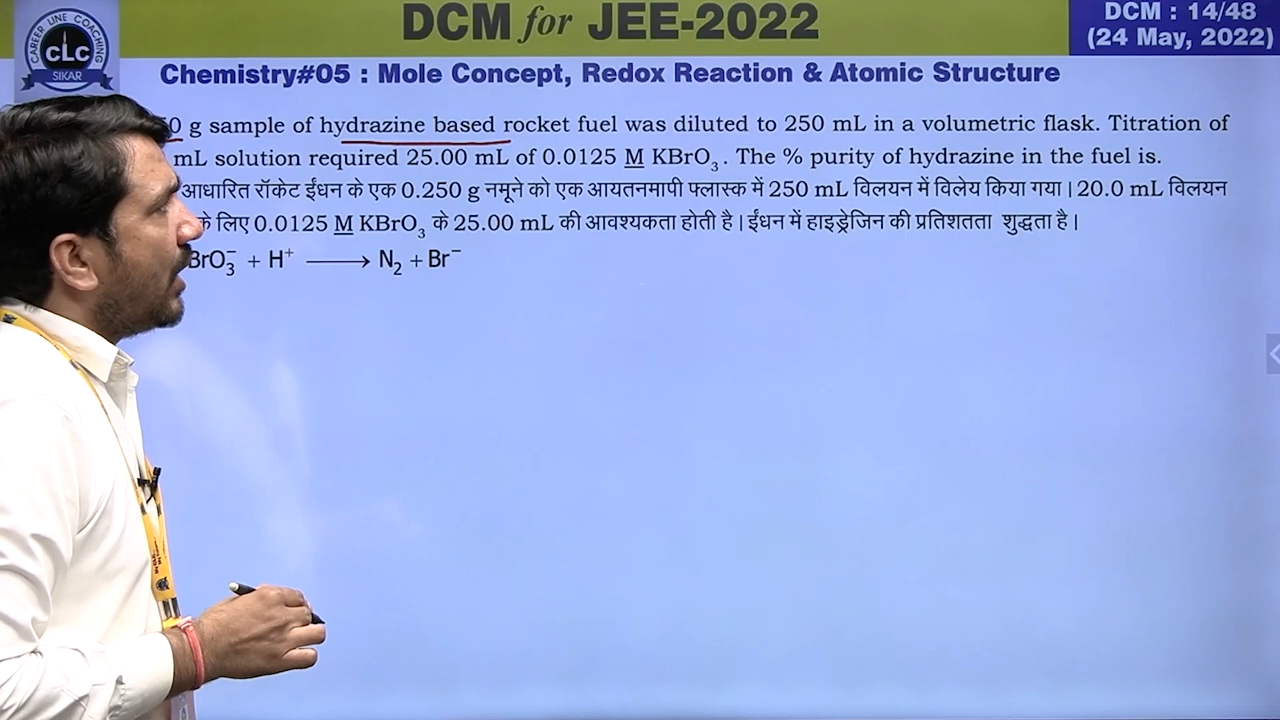 DCM for JEE-2022
DCM : 14/48
(24 May, 2022)
CAREER LINE COACHING
CLC
SIKAR
Chemistry#05 : Mole Concept, Redox Reaction & Atomic Structure
0 g sample of hydrazine based rocket fuel was diluted to 250 mL in a volumetric flask. Titration of
mL solution required 25.00 mL of 0.0125 M KBrO₃. The % purity of hydrazine in the fuel is.
आधारित रॉकेट ईंधन के एक 0.250 g नमूने को एक आयतनमापी फ्लास्क में 250 mL विलयन में विलेय किया गया। 20.0 mL विलयन
के लिए 0.0125 M KBrO₃ के 25.00 mL की आवश्यकता होती है। ईंधन में हाइड्रेजिन की प्रतिशतता शुद्धता है।
BrO₃⁻ + H⁺ ⟶ N₂ + Br⁻